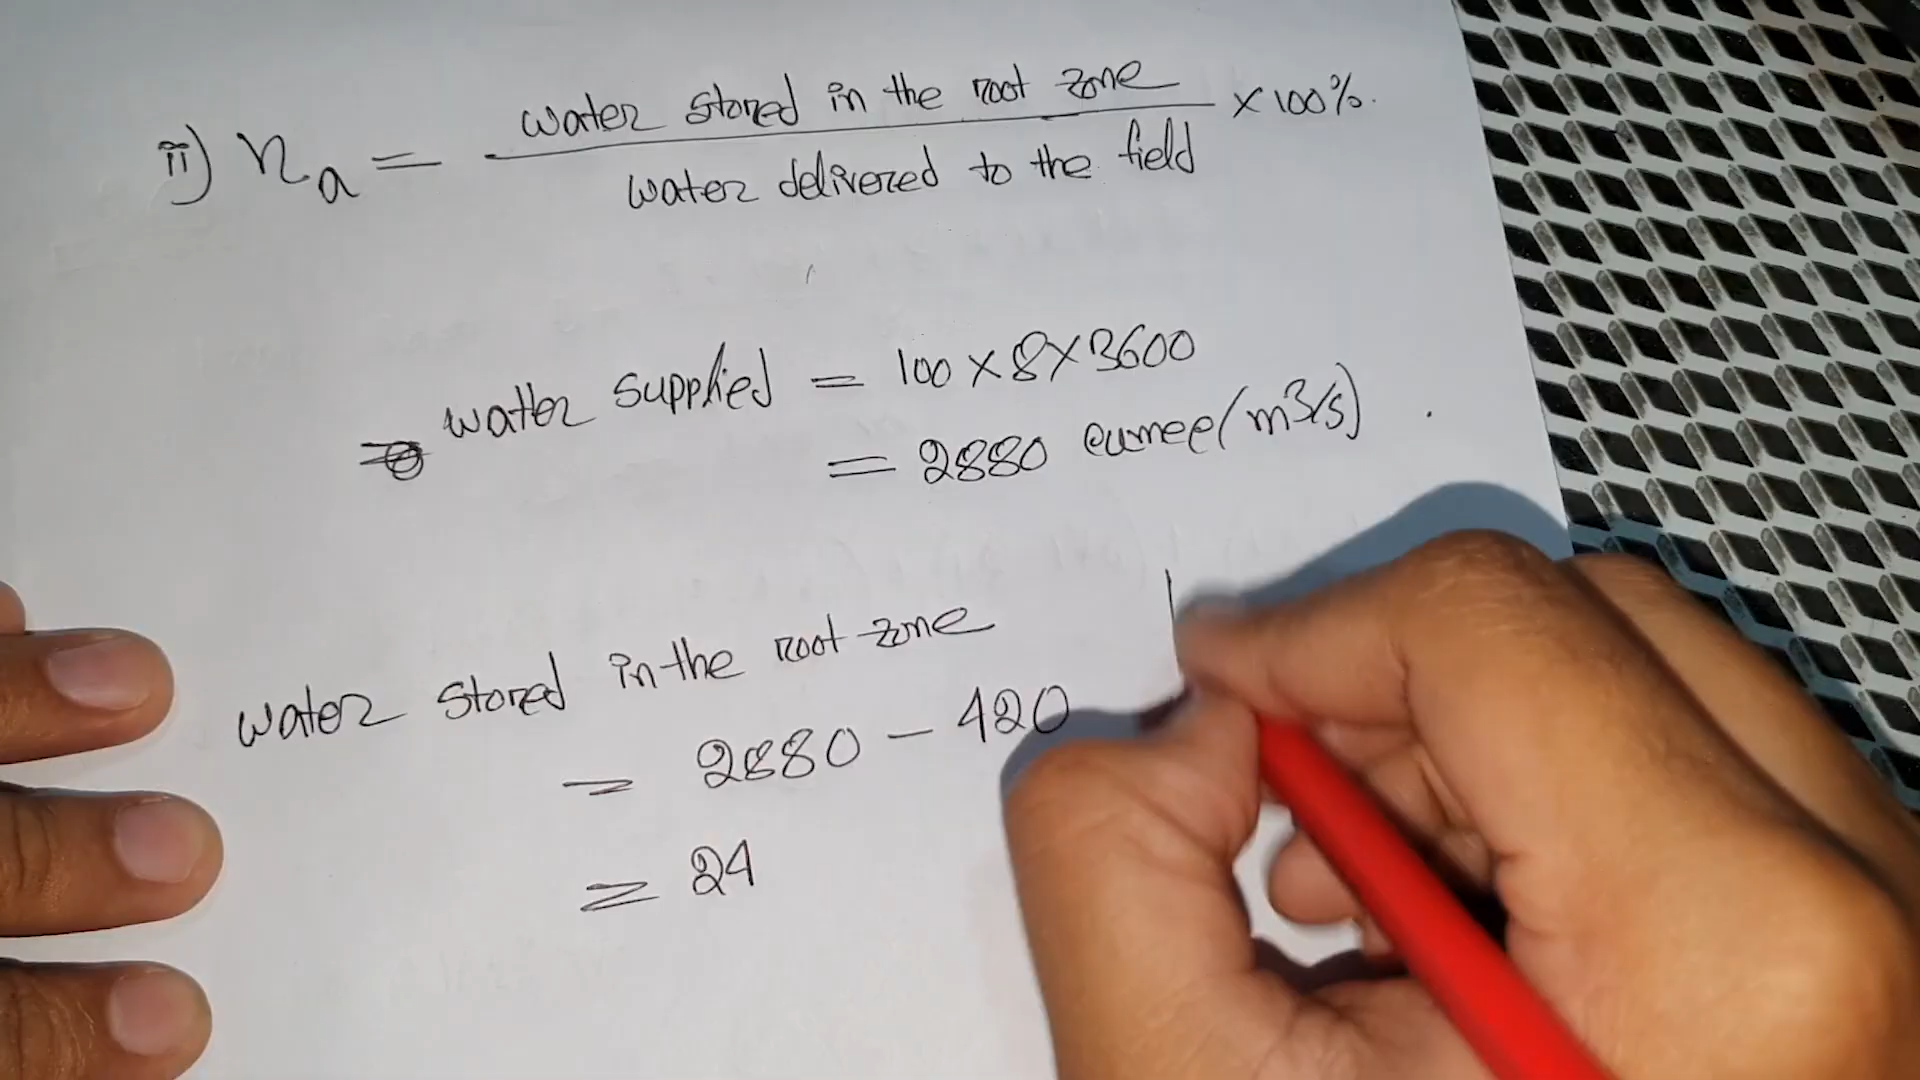 ii) ηa = water stored in the root zone / water delivered to the field × 100%.
water supplied = 100 × 8 × 3600
= 2880 cumec (m3/s)
water stored in the root zone
= 2880 - 420
= 24